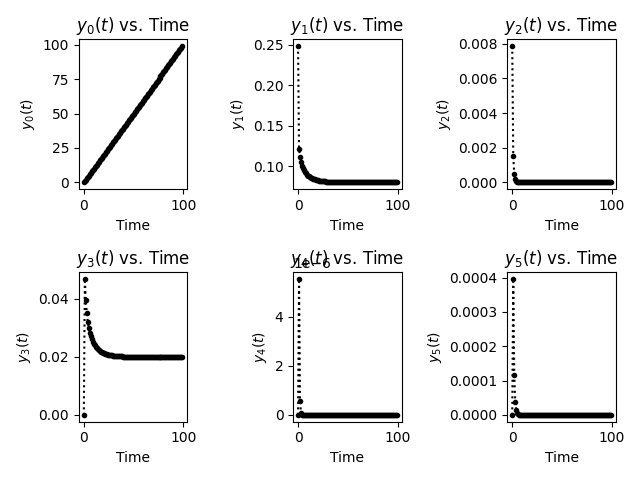 y₀(t) vs. Time
y₁(t) vs. Time
y₂(t) vs. Time
100
75
50
25
0
y₀(t)
0
100
Time
0.25
0.20
0.15
0.10
y₁(t)
0
100
Time
0.008
0.006
0.004
0.002
0.000
y₂(t)
0
100
Time
y₃(t) vs. Time
y₄(t) vs. Time
1e−6
y₅(t) vs. Time
0.04
0.02
0.00
y₃(t)
0
100
Time
4
2
0
y₄(t)
0
100
Time
0.0004
0.0003
0.0002
0.0001
0.0000
y₅(t)
0
100
Time